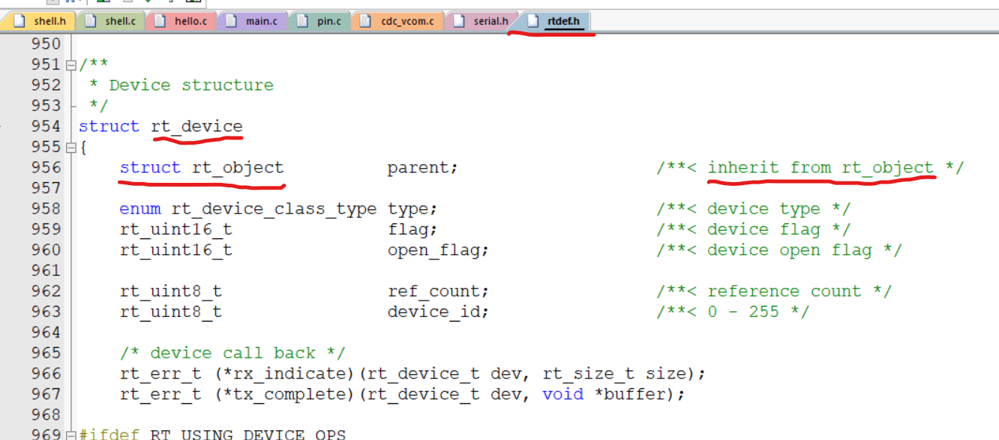 shell.h shell.c hello.c main.c pin.c cdc_vcom.c serial.h rtdef.h
950
951 /**
952 * Device structure
953 */
954 struct rt_device
955 {
956 struct rt_object parent; /**< inherit from rt_object */
957
958 enum rt_device_class_type type; /**< device type */
959 rt_uint16_t flag; /**< device flag */
960 rt_uint16_t open_flag; /**< device open flag */
961
962 rt_uint8_t ref_count; /**< reference count */
963 rt_uint8_t device_id; /**< 0 - 255 */
964
965 /* device call back */
966 rt_err_t (*rx_indicate)(rt_device_t dev, rt_size_t size);
967 rt_err_t (*tx_complete)(rt_device_t dev, void *buffer);
968
969 #ifdef RT_USING_DEVICE_OPS